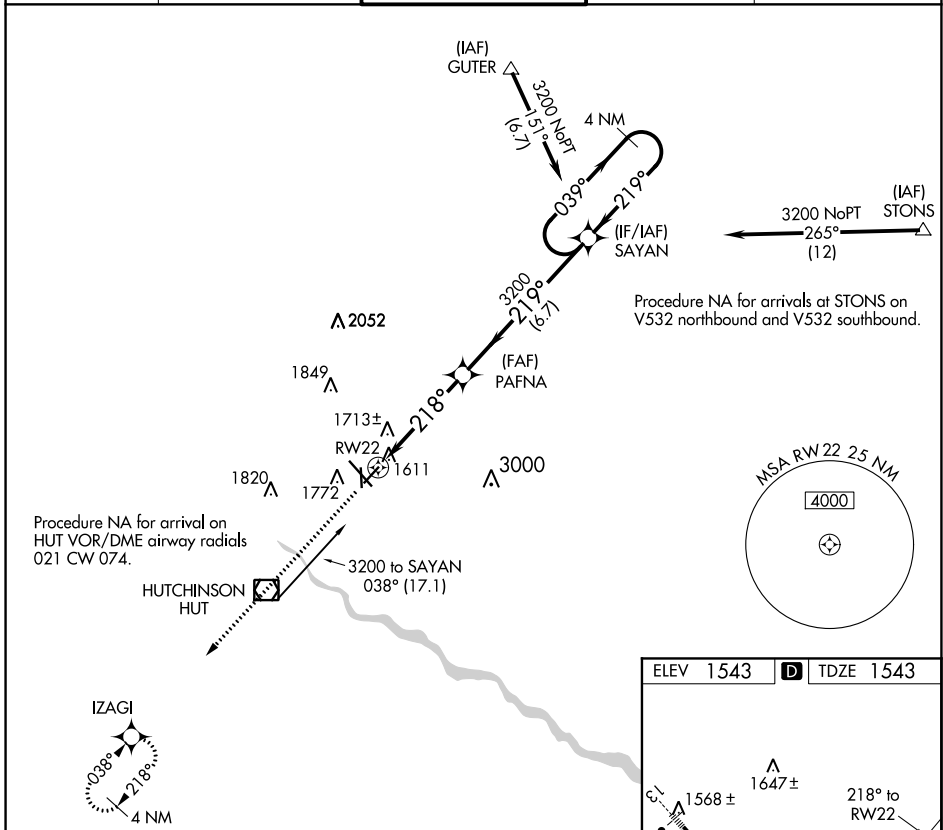 (IAF)
GUTER
3200 NoPT
151°
(6.7)
4 NM
039°
219°
(IF/IAF)
SAYAN
(IAF)
STONS
3200 NoPT
265°
(12)
Procedure NA for arrivals at STONS on
V532 northbound and V532 southbound.
3200
219°
(6.7)
2052
(FAF)
PAFNA
1849
218°
1713±
RW22
1611
3000
1820
1772
MSA RW22 25 NM
4000
Procedure NA for arrival on
HUT VOR/DME airway radials
021 CW 074.
3200 to SAYAN
038° (17.1)
HUTCHINSON
HUT
IZAGI
038°
218°
4 NM
ELEV 1543 D TDZE 1543
1647±
1568±
13
218° to
RW22